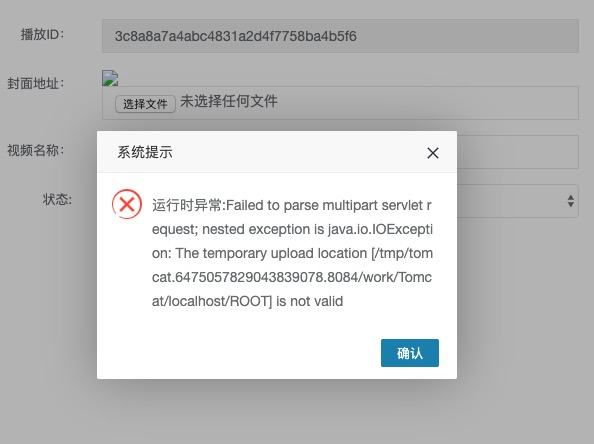 播放ID：
3c8a8a7a4abc4831a2d4f7758ba4b5f6
封面地址：
选择文件 未选择任何文件
视频名称：
状态:
系统提示
运行时异常:Failed to parse multipart servlet r
equest; nested exception is java.io.IOExcepti
on: The temporary upload location [/tmp/tom
cat.6475057829043839078.8084/work/Tomc
at/localhost/ROOT] is not valid
确认